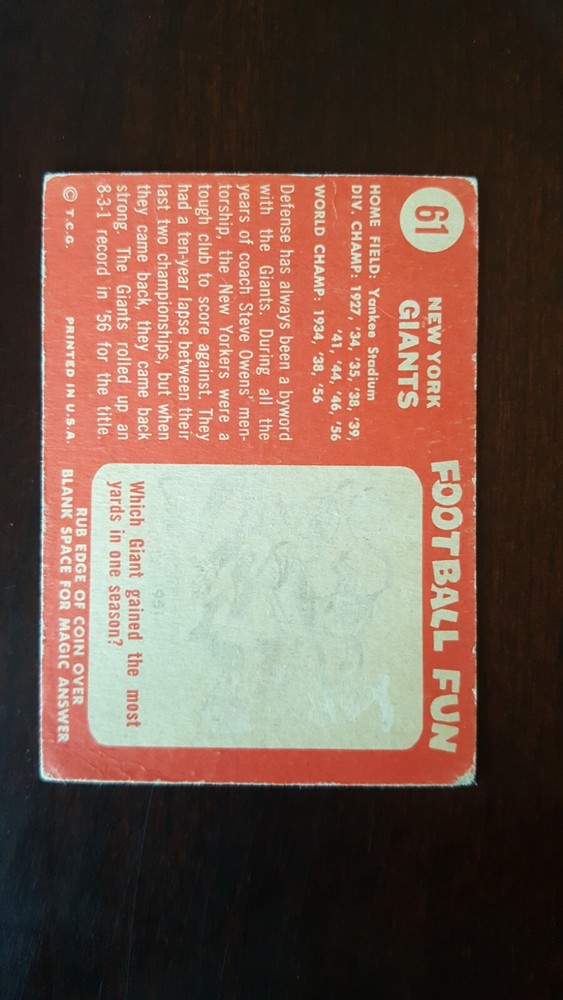 61
NEW YORK
GIANTS
HOME FIELD: Yankee Stadium
DIV. CHAMP: 1927, '34, '35, '38, '39,
'41, '44, '46, '56
WORLD CHAMP: 1934, '38, '56
Defense has always been a byword
with the Giants. During all the
years of coach Steve Owens' men-
torship, the New Yorkers were a
tough club to score against. They
had a ten-year lapse between their
last two championships, but when
they came back, they came back
strong. The Giants rolled up an
8-3-1 record in '56 for the title.
© T.C.G. PRINTED IN U.S.A.
FOOTBALL FUN
Which Giant gained the most
yards in one season?
RUB EDGE OF COIN OVER
BLANK SPACE FOR MAGIC ANSWER